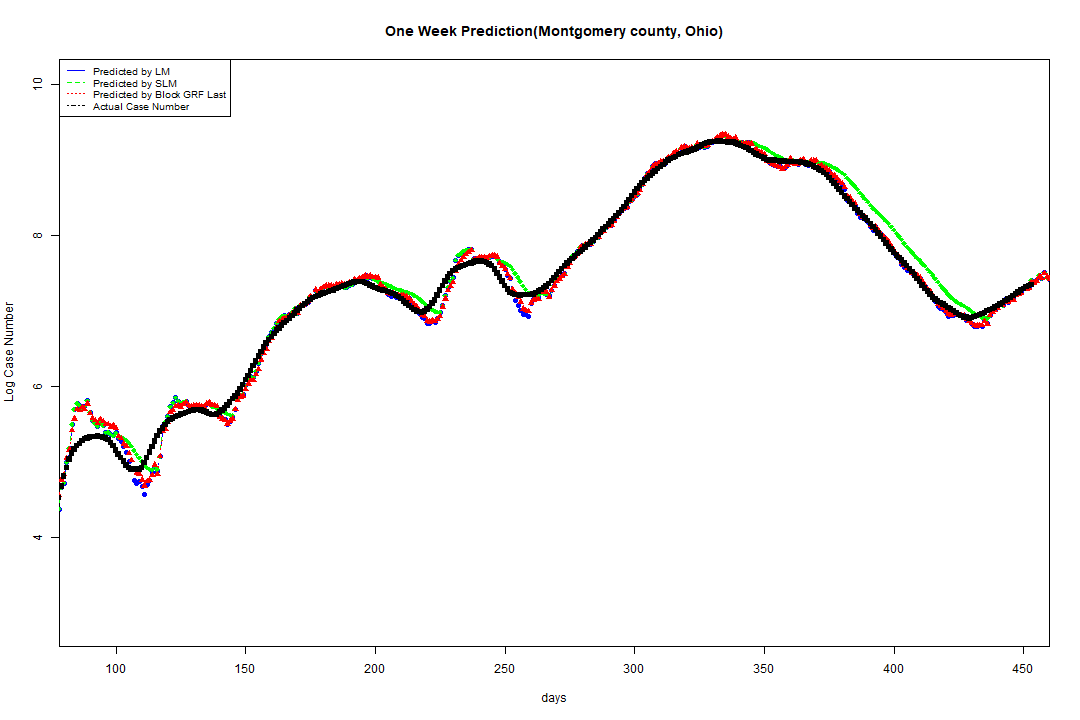 One Week Prediction(Montgomery county, Ohio)
Predicted by LM
Predicted by SLM
Predicted by Block GRF Last
Actual Case Number
10
8
6
4
Log Case Number
100 150 200 250 300 350 400 450
days